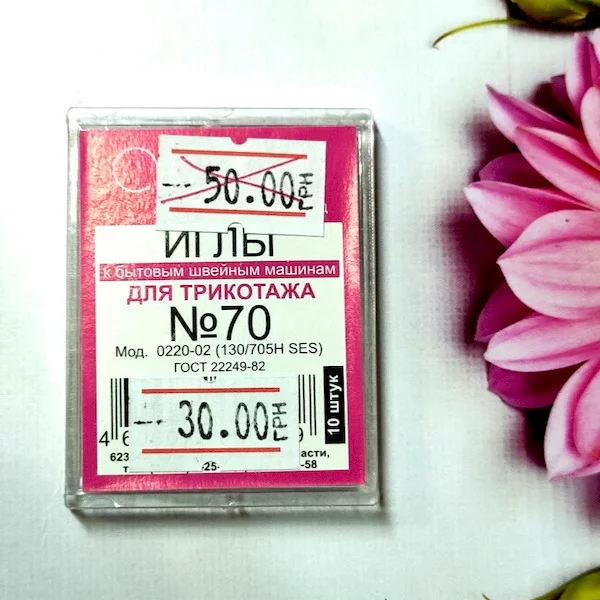 50.00 ГРН
ИГЛЫ
к бытовым швейным машинам
ДЛЯ ТРИКОТАЖА
№70
Мод. 0220-02 (130/705H SES)
ГОСТ 22249-82
30.00 ГРН
10 штук